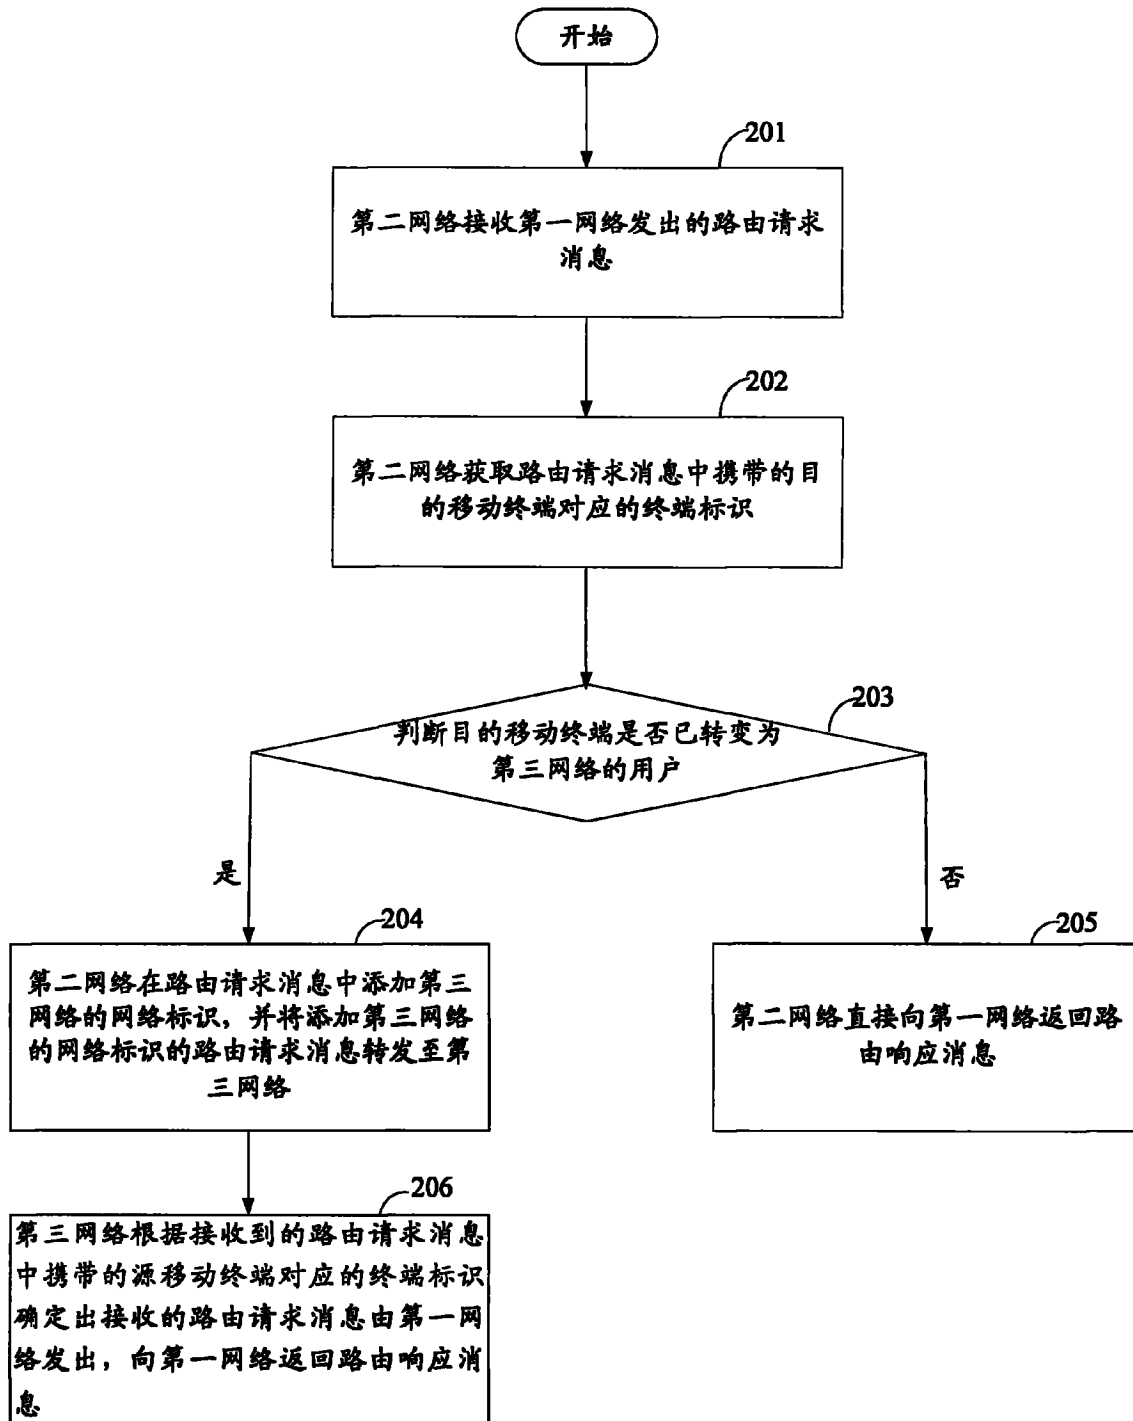 开始
201
第二网络接收第一网络发出的路由请求
消息
202
第二网络获取路由请求消息中携带的目
的移动终端对应的终端标识
203
判断目的移动终端是否已转变为
第三网络的用户
是
否
204
第二网络在路由请求消息中添加第三
网络的网络标识，并将添加第三网络
的网络标识的路由请求消息转发至第
三网络
205
第二网络直接向第一网络返回路
由响应消息
206
第三网络根据接收到的路由请求消息
中携带的源移动终端对应的终端标识
确定出接收的路由请求消息由第一网
络发出，向第一网络返回路由响应消
息